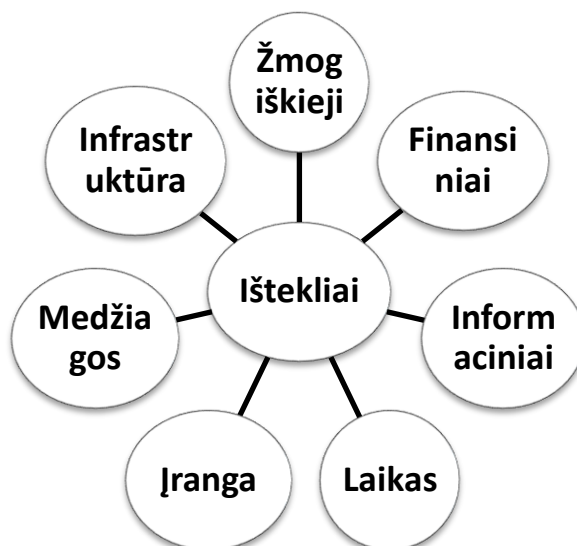 Žmog
iškieji
Finansi
niai
Inform
aciniai
Laikas
Įranga
Medžia
gos
Infrastr
uktūra
Ištekliai